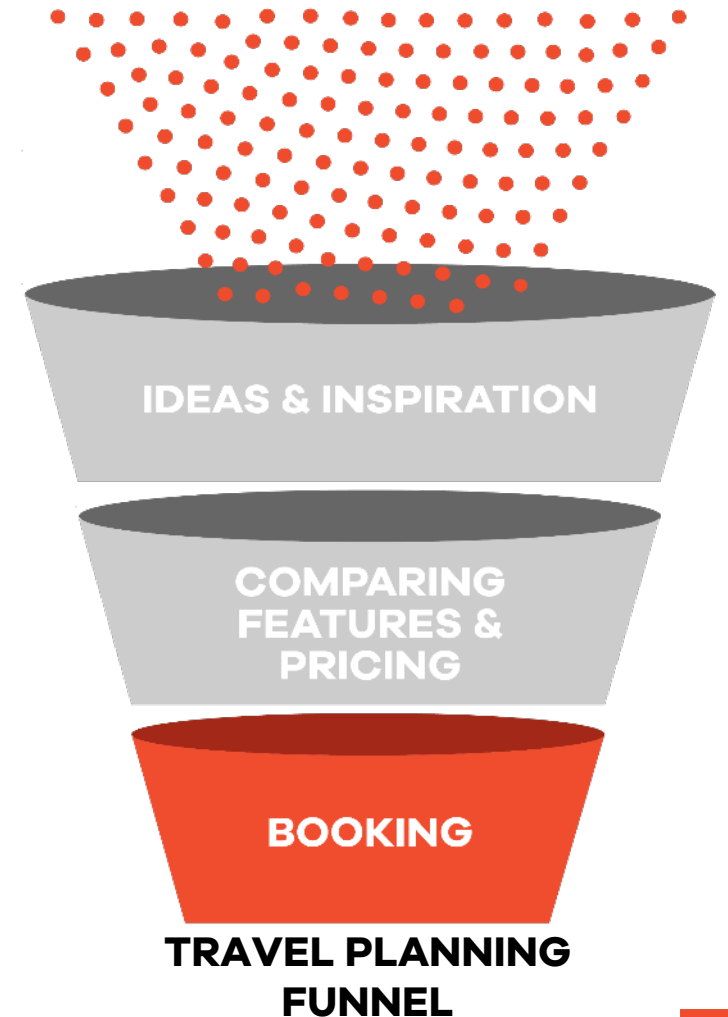 IDEAS & INSPIRATION
COMPARING
FEATURES &
PRICING
BOOKING
TRAVEL PLANNING
FUNNEL